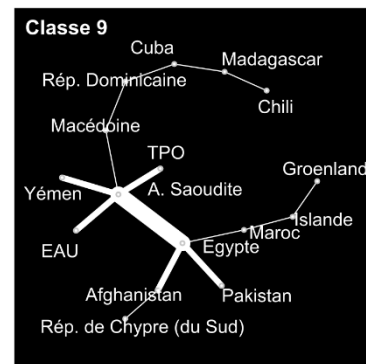 Classe 9
Cuba
Madagascar
Rép. Dominicaine
Chili
Macédoine
TPO
Groenland
Yémen
A. Saoudite
Islande
Maroc
EAU
Egypte
Afghanistan
Pakistan
Rép. de Chypre (du Sud)